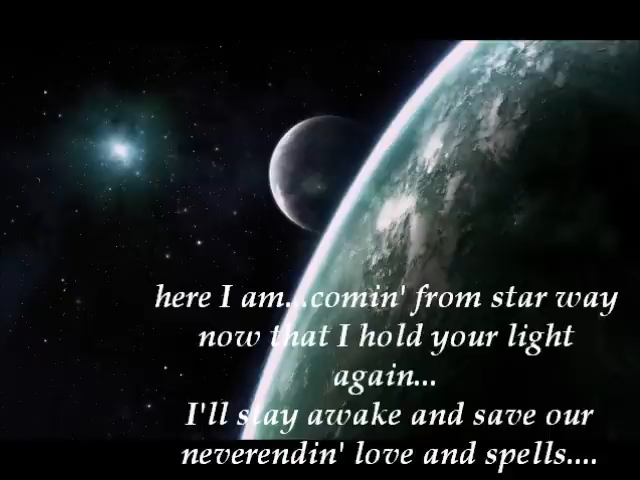 here I am...comin' from star way
now that I hold your light
again...
I'll stay awake and save our
neverendin' love and spells....